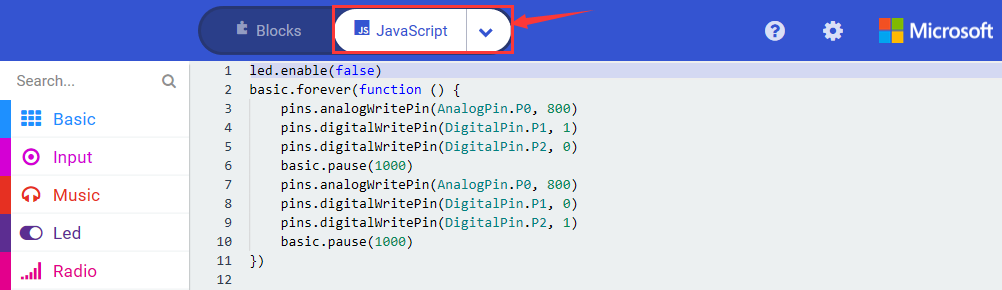 Blocks
JS JavaScript
?
Microsoft
Search...
Basic
Input
Music
Led
Radio
1 led.enable(false)
2 basic.forever(function () {
3     pins.analogWritePin(AnalogPin.P0, 800)
4     pins.digitalWritePin(DigitalPin.P1, 1)
5     pins.digitalWritePin(DigitalPin.P2, 0)
6     basic.pause(1000)
7     pins.analogWritePin(AnalogPin.P0, 800)
8     pins.digitalWritePin(DigitalPin.P1, 0)
9     pins.digitalWritePin(DigitalPin.P2, 1)
10     basic.pause(1000)
11 })
12